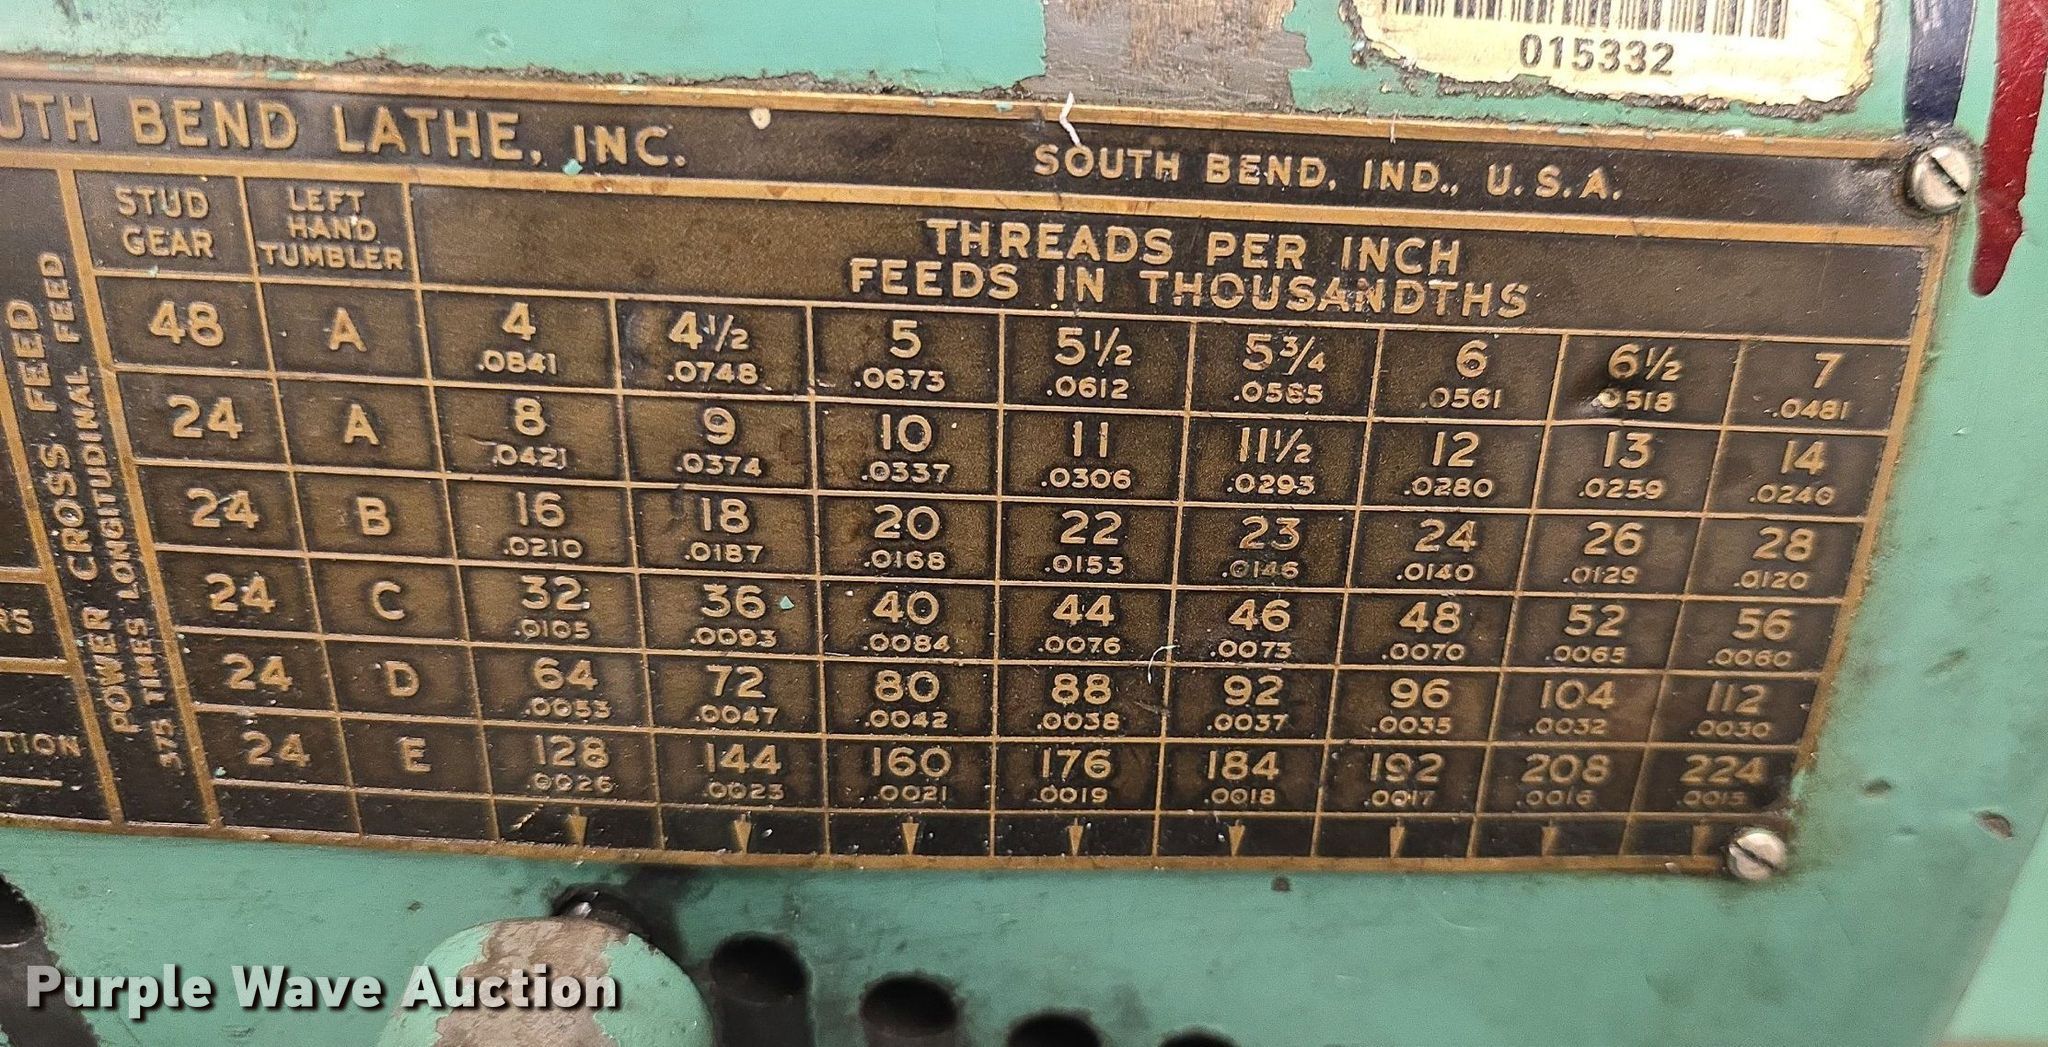 015332
UTH BEND LATHE, INC.
SOUTH BEND, IND., U.S.A.
POWER CROSS FEED
.375 TIMES LONGITUDINAL FEED
STUD GEAR
LEFT HAND TUMBLER
THREADS PER INCH
FEEDS IN THOUSANDTHS
48 A 4 4½ 5 5½ 5¾ 6 6½ 7
.0841 .0748 .0673 .0612 .0585 .0561 .0518 .0481
24 A 8 9 10 11 11½ 12 13 14
.0421 .0374 .0337 .0306 .0293 .0280 .0259 .0240
24 B 16 18 20 22 23 24 26 28
.0210 .0187 .0168 .0153 .0146 .0140 .0129 .0120
24 C 32 36 40 44 46 48 52 56
.0105 .0093 .0084 .0076 .0073 .0070 .0065 .0060
24 D 64 72 80 88 92 96 104 112
.0053 .0047 .0042 .0038 .0037 .0035 .0032 .0030
24 E 128 144 160 176 184 192 208 224
.0026 .0023 .0021 .0019 .0018 .0017 .0016 .0015
RS
TION
Purple Wave Auction